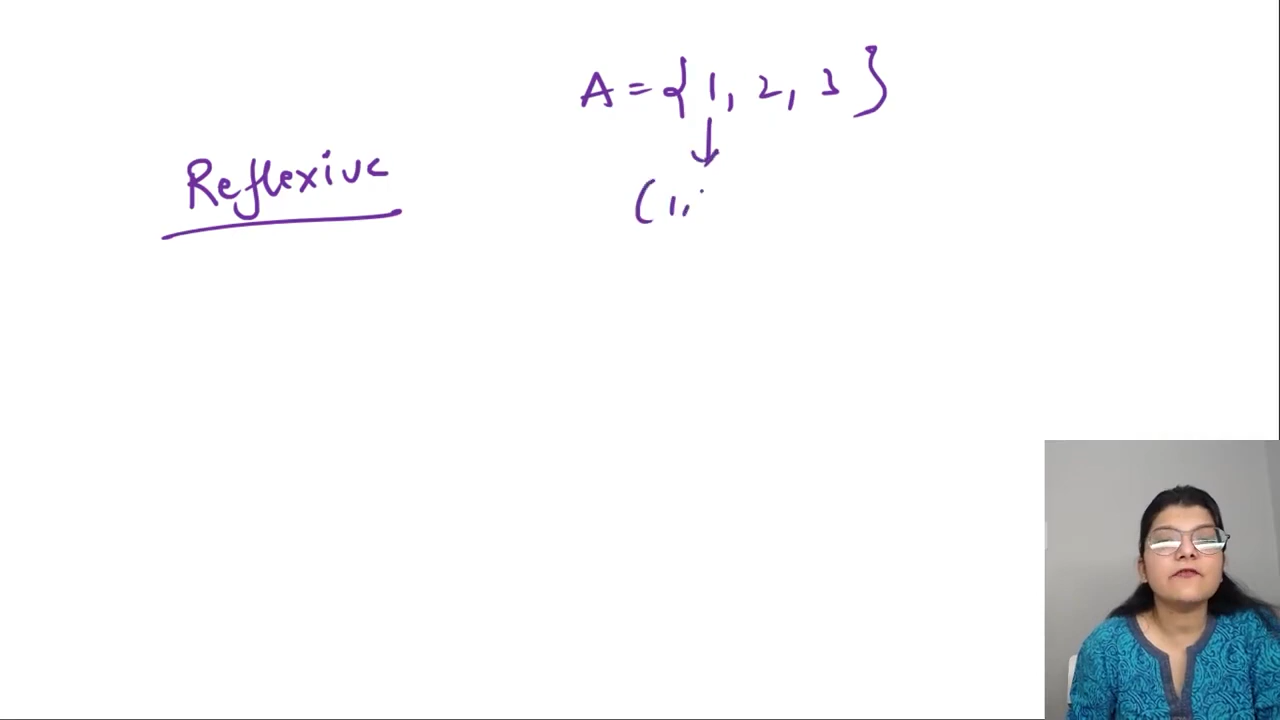 A = {1, 2, 3}
↓
Reflexive
(1,